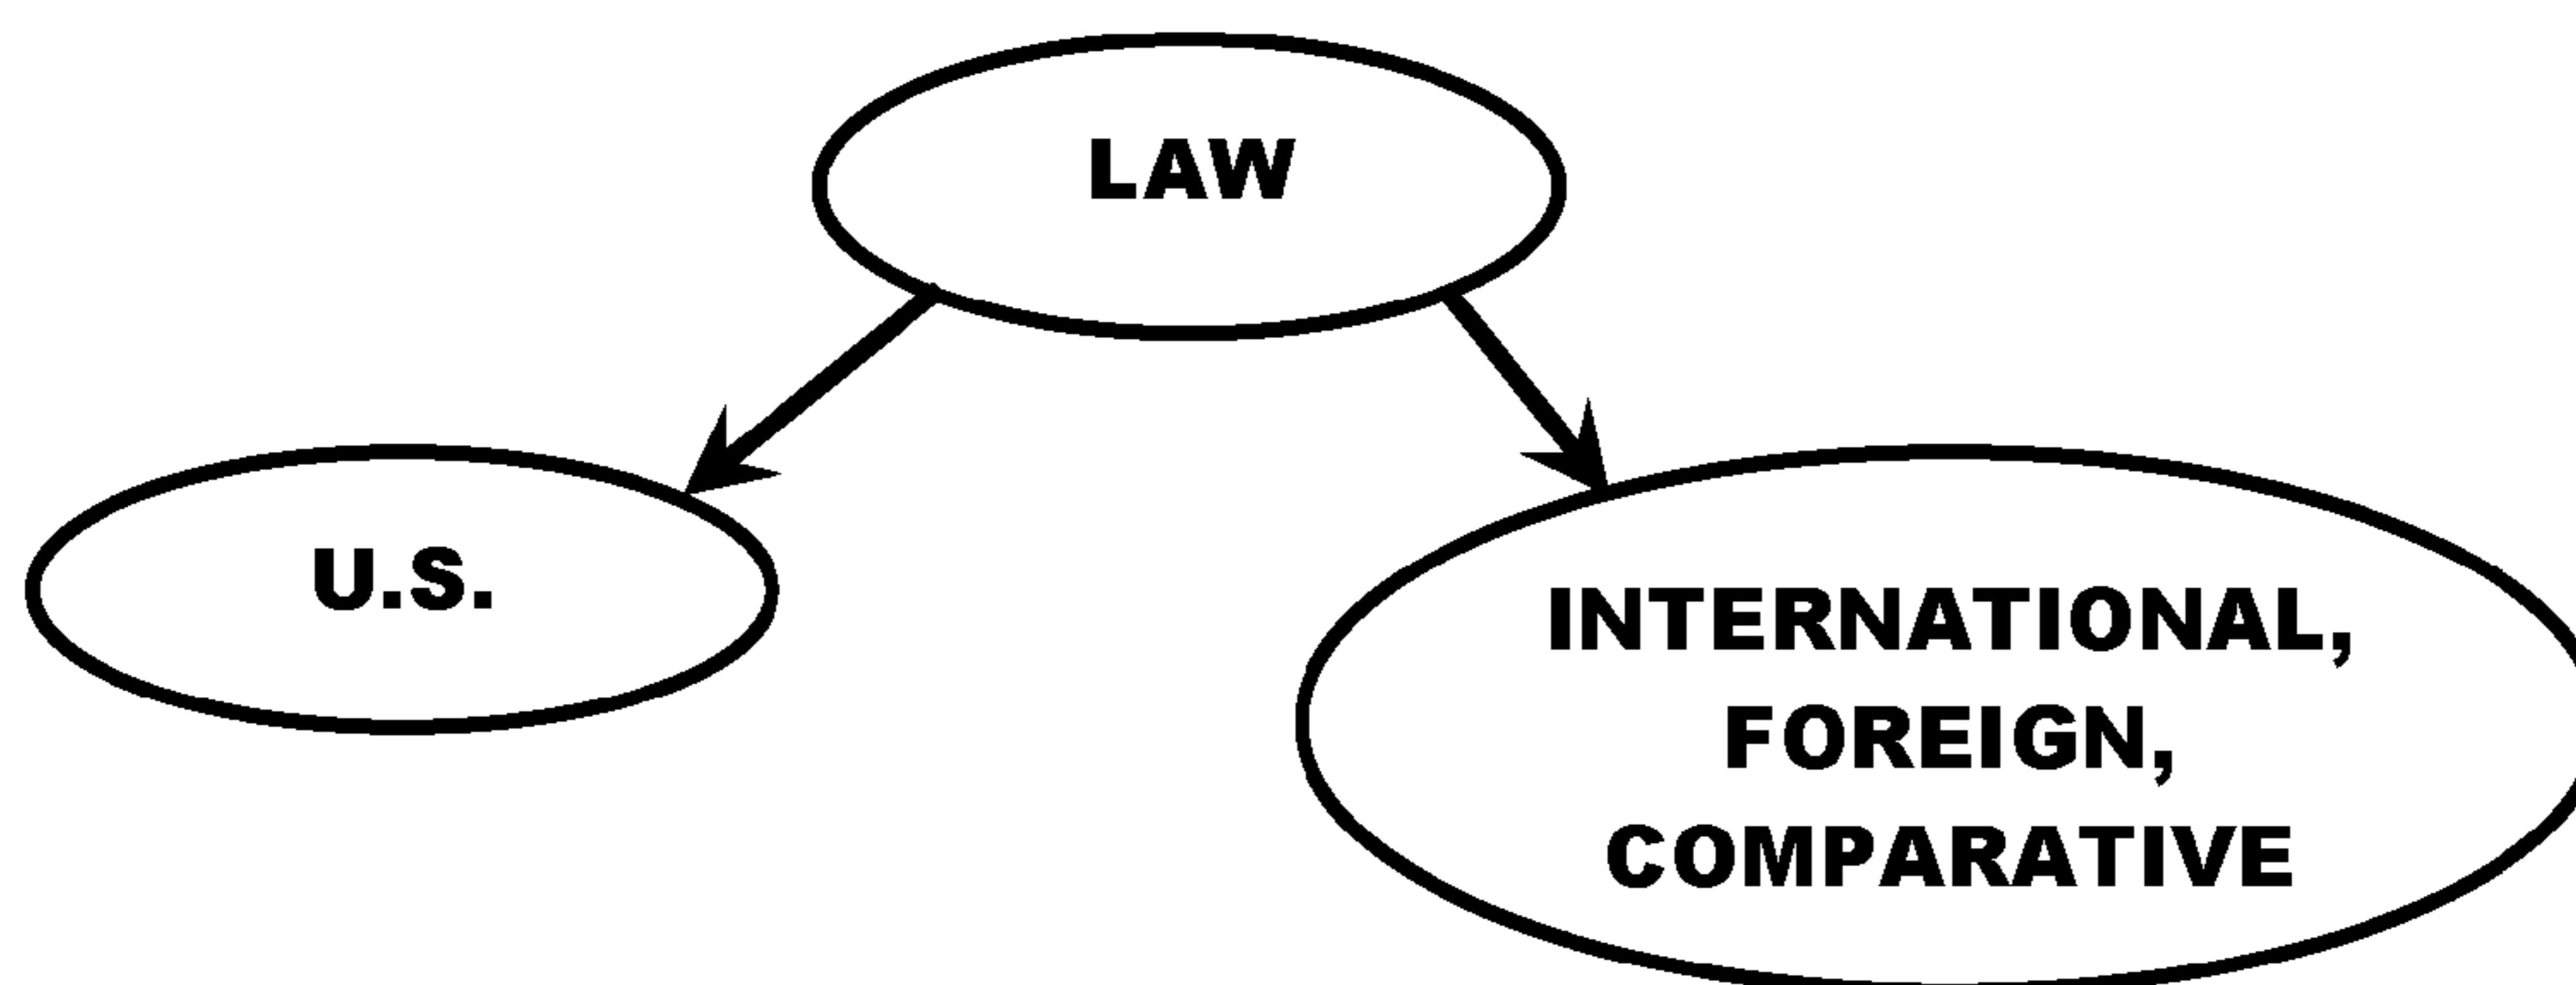 LAW
U.S.
INTERNATIONAL,
FOREIGN,
COMPARATIVE